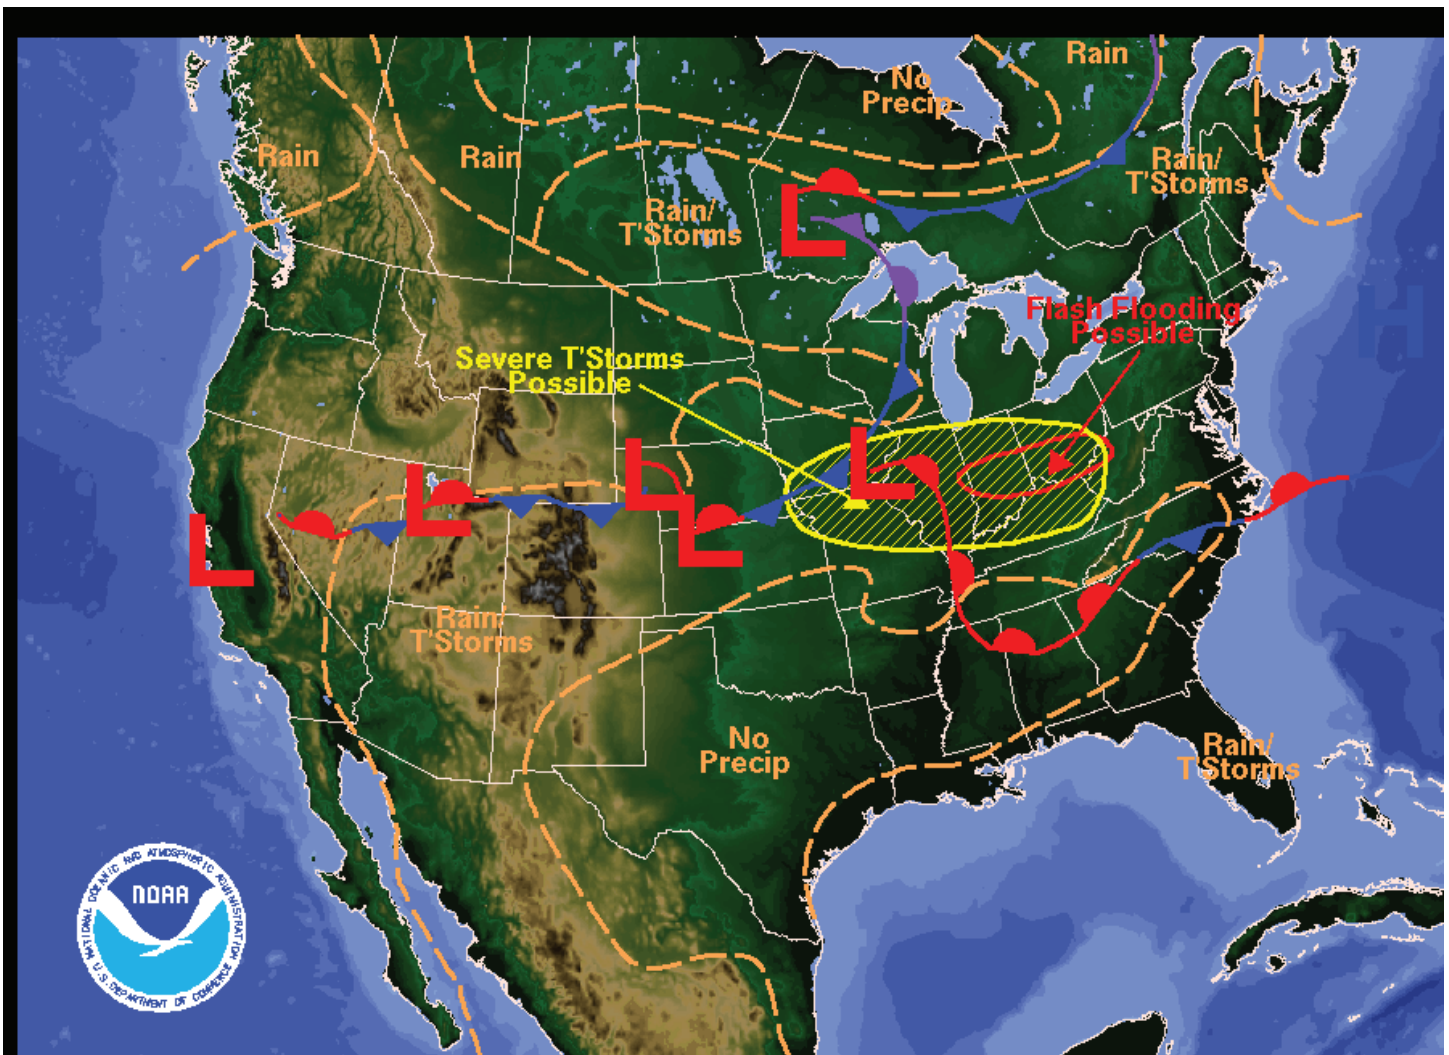 Rain
No
Precip
Rain
Rain
Rain/
T'Storms
Rain/
T'Storms
H
L
Flash Flooding
Possible
Severe T'Storms
Possible
L
L
L
L
L
Rain/
T'Storms
No
Precip
Rain/
T'Storms
NATIONAL OCEANIC AND ATMOSPHERIC ADMINISTRATION
NOAA
U.S. DEPARTMENT OF COMMERCE